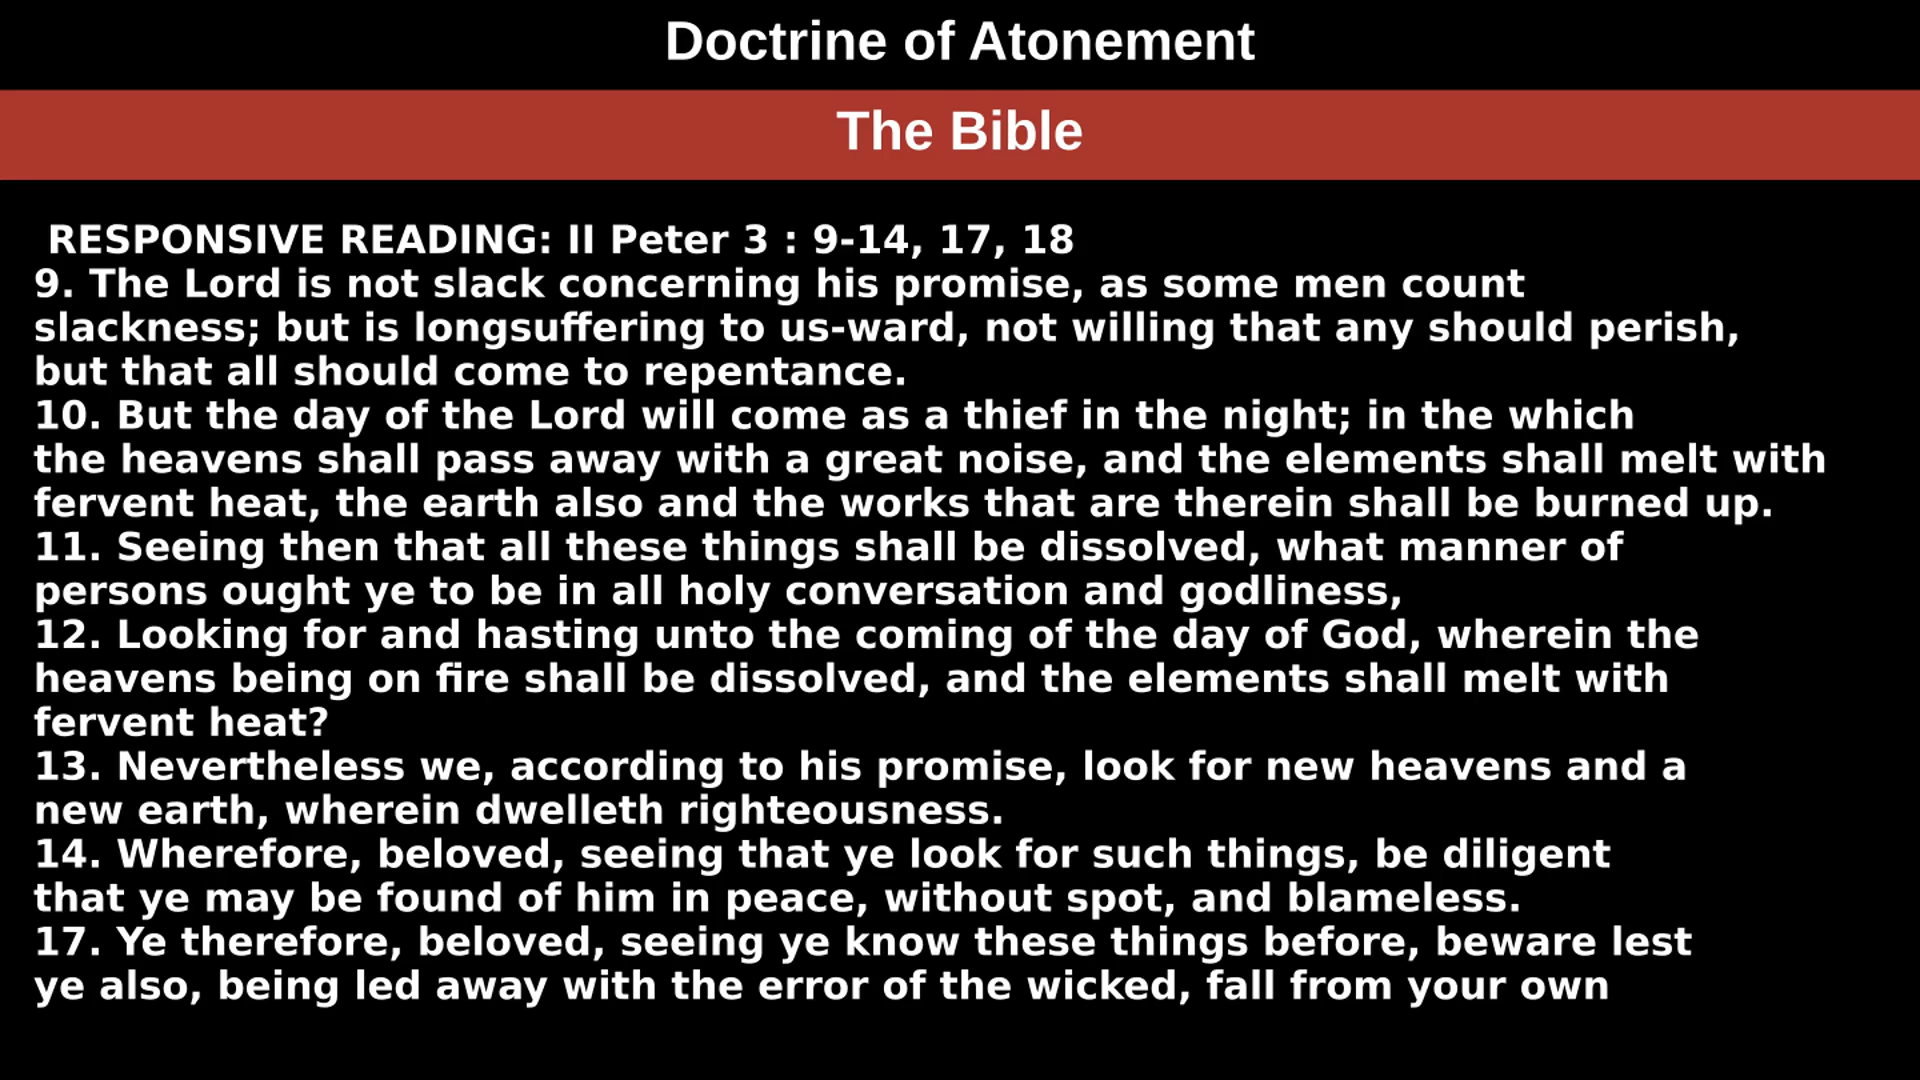 Doctrine of Atonement
The Bible
RESPONSIVE READING: II Peter 3 : 9-14, 17, 18
9. The Lord is not slack concerning his promise, as some men count
slackness; but is longsuffering to us-ward, not willing that any should perish,
but that all should come to repentance.
10. But the day of the Lord will come as a thief in the night; in the which
the heavens shall pass away with a great noise, and the elements shall melt with
fervent heat, the earth also and the works that are therein shall be burned up.
11. Seeing then that all these things shall be dissolved, what manner of
persons ought ye to be in all holy conversation and godliness,
12. Looking for and hasting unto the coming of the day of God, wherein the
heavens being on fire shall be dissolved, and the elements shall melt with
fervent heat?
13. Nevertheless we, according to his promise, look for new heavens and a
new earth, wherein dwelleth righteousness.
14. Wherefore, beloved, seeing that ye look for such things, be diligent
that ye may be found of him in peace, without spot, and blameless.
17. Ye therefore, beloved, seeing ye know these things before, beware lest
ye also, being led away with the error of the wicked, fall from your own